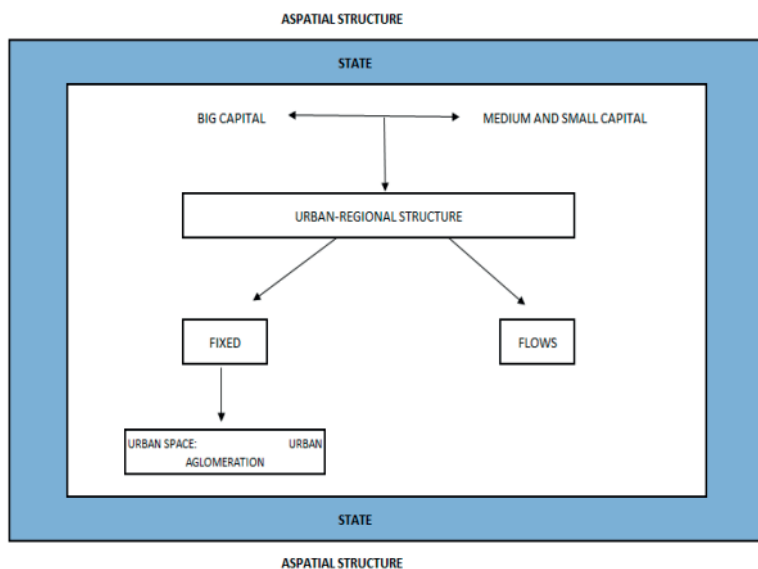 ASPATIAL STRUCTURE
STATE
BIG CAPITAL
MEDIUM AND SMALL CAPITAL
URBAN-REGIONAL STRUCTURE
FIXED
FLOWS
URBAN SPACE: URBAN
AGLOMERATION
STATE
ASPATIAL STRUCTURE